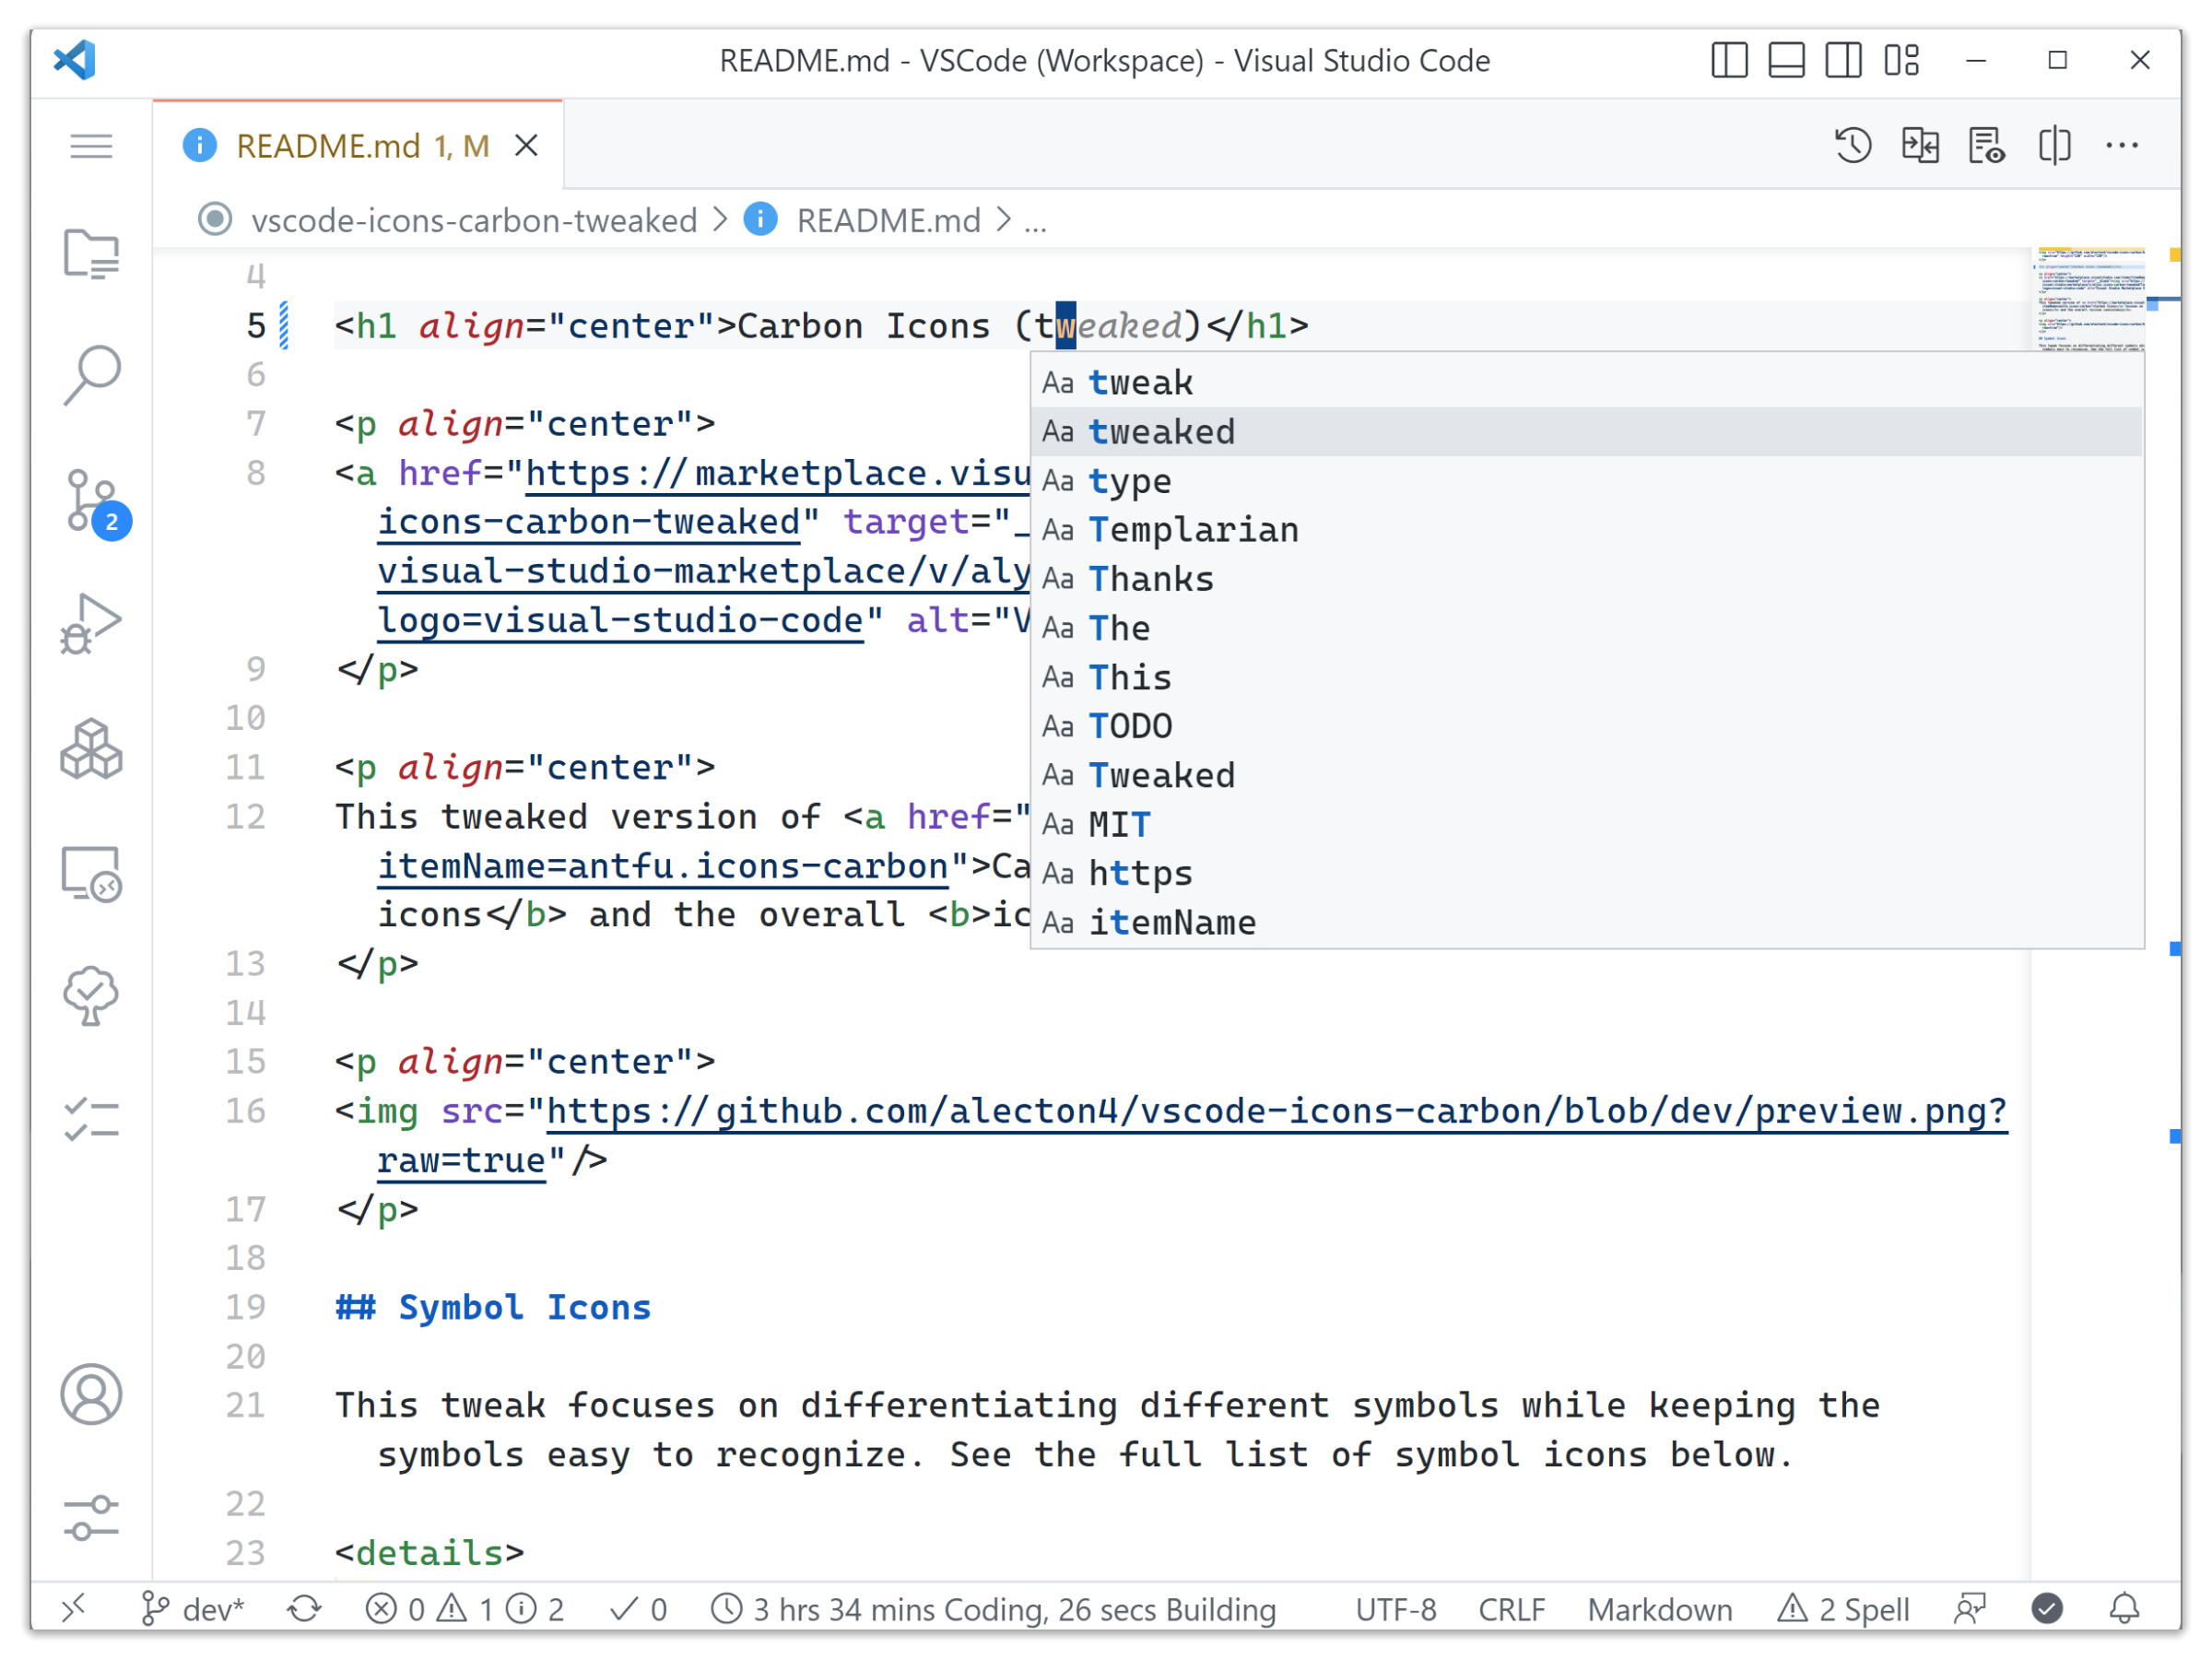 README.md - VSCode (Workspace) - Visual Studio Code
README.md 1, M
vscode-icons-carbon-tweaked > README.md > ...
4
5 <h1 align="center">Carbon Icons (tweaked)</h1>
6
7 <p align="center">
8 <a href="https://marketplace.visu
icons-carbon-tweaked" target="_
visual-studio-marketplace/v/aly
logo=visual-studio-code" alt="V
9 </p>
10
11 <p align="center">
12 This tweaked version of <a href="
itemName=antfu.icons-carbon">Ca
icons</b> and the overall <b>ic
13 </p>
14
15 <p align="center">
16 <img src="https://github.com/alecton4/vscode-icons-carbon/blob/dev/preview.png?
raw=true"/>
17 </p>
18
19 ## Symbol Icons
20
21 This tweak focuses on differentiating different symbols while keeping the
symbols easy to recognize. See the full list of symbol icons below.
22
23 <details>
Aa tweak
Aa tweaked
Aa type
Aa Templarian
Aa Thanks
Aa The
Aa This
Aa TODO
Aa Tweaked
Aa MIT
Aa https
Aa itemName
2
dev* 0 1 2 0 3 hrs 34 mins Coding, 26 secs Building UTF-8 CRLF Markdown 2 Spell